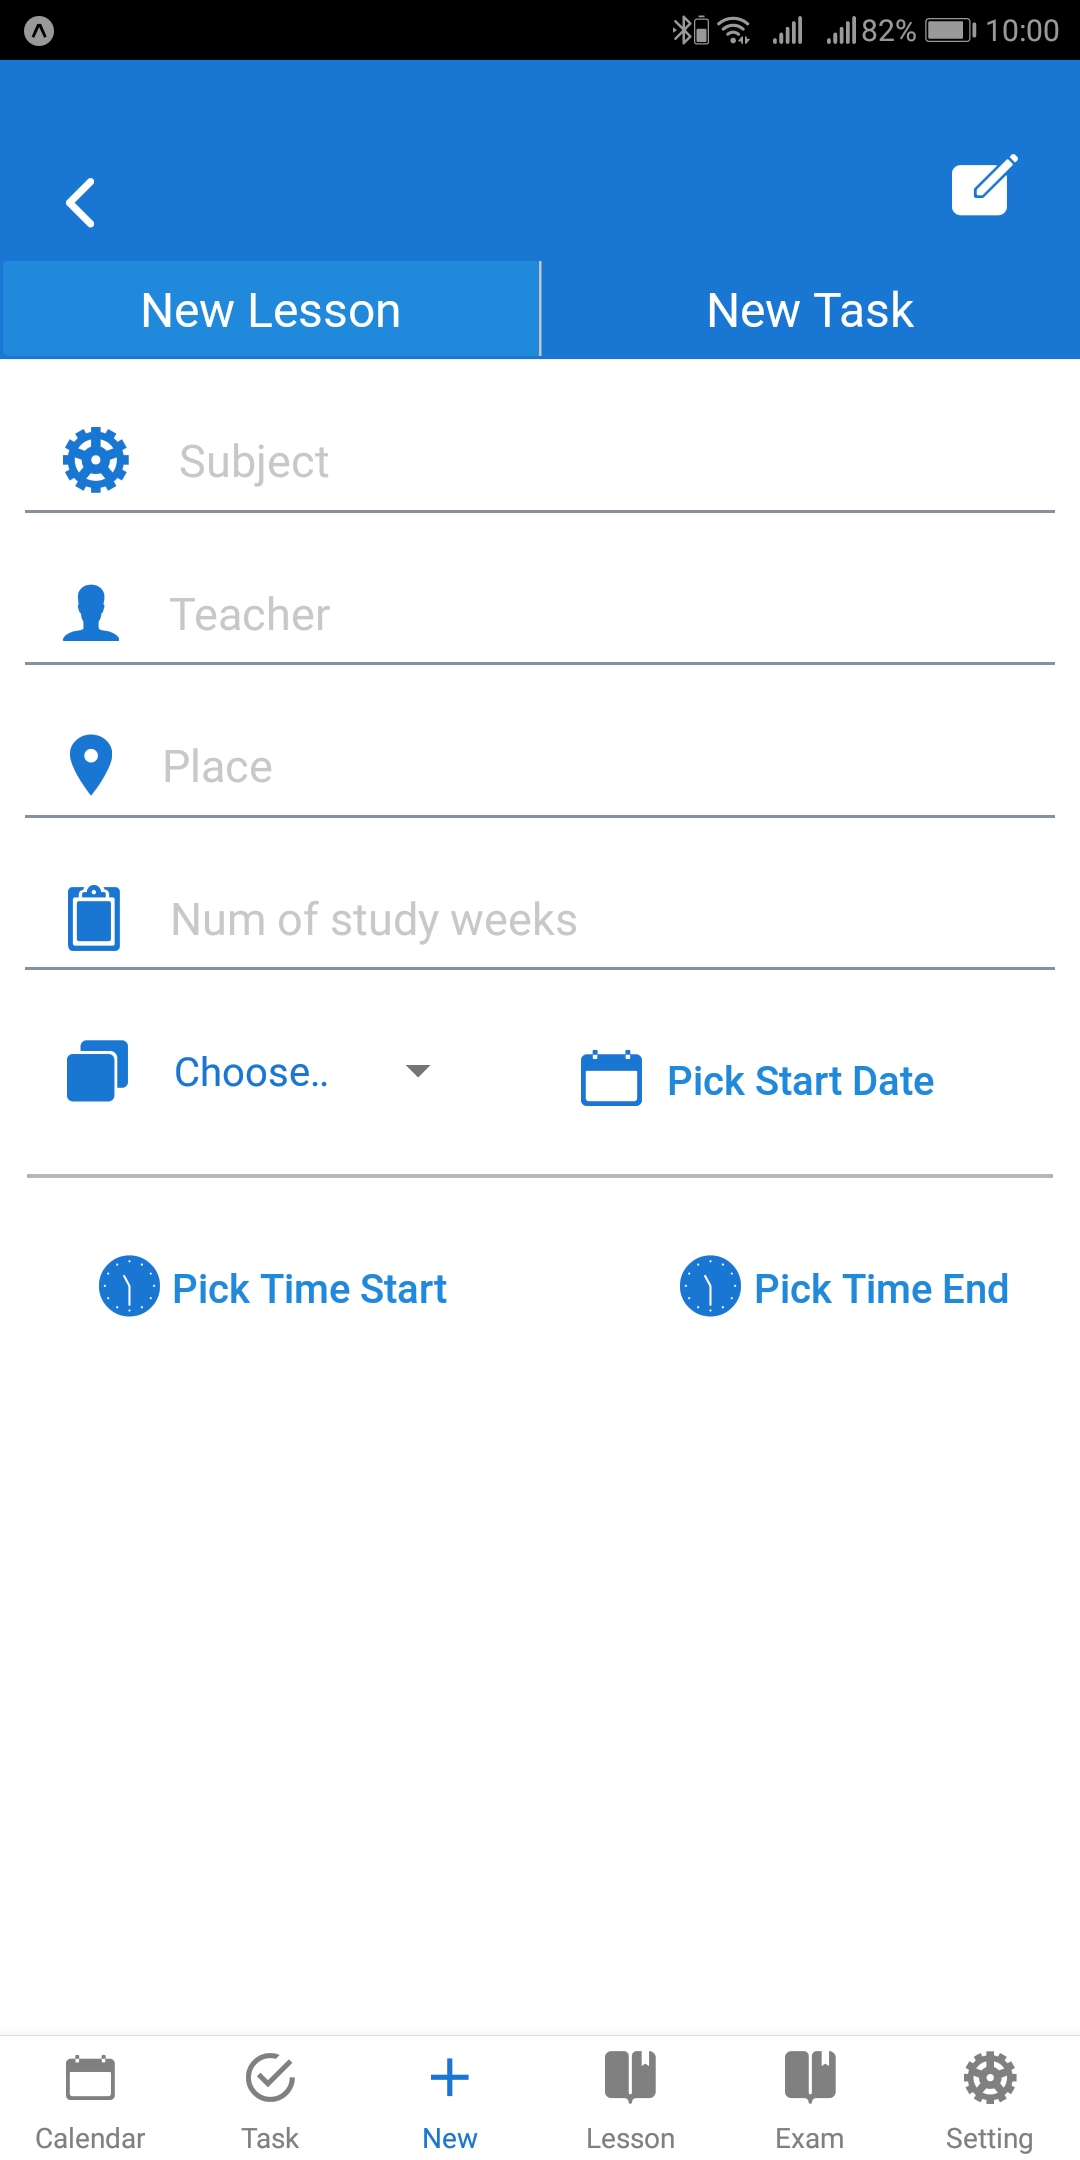 82% 10:00
New Lesson New Task
Subject
Teacher
Place
Num of study weeks
Choose.. Pick Start Date
Pick Time Start Pick Time End
Calendar Task New Lesson Exam Setting